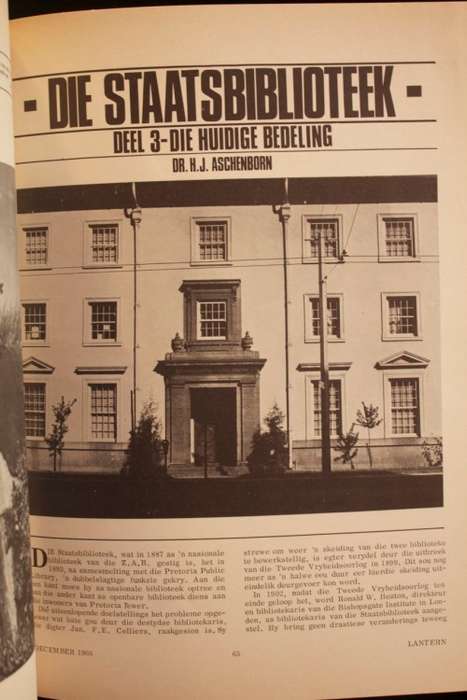 - DIE STAATSBIBLIOTEEK -
DEEL 3-DIE HUIDIGE BEDELING
DR. H.J. ASCHENBORN
DIE Staatsbiblioteek, wat in 1887 as 'n nasionale
biblioteek van die Z.A.R. gestig is, het in
1892, na samesmelting met die Pretoria Public
Library, 'n dubbelslagtige funksie gekry. Aan die
een kant moes hy as nasionale biblioteek optree en
aan die ander kant as openbare biblioteek diens aan
die inwoners van Pretoria lewer.
Dié uiteenlopende doelstellings het probleme opge-
lewer wat
deur die destydse bibliotekaris,
die digter Jan. F.E. Celliers, raakgesien is. Sy
strewe om weer 'n skeiding van die twee biblioteke
te bewerkstellig, is egter verydel deur die uitbreek
van die Tweede Vryheidsoorlog in 1899. Dit sou nog
meer as 'n halwe eeu duur eer hierdie skeiding uit-
eindelik deurgevoer kon word.
In 1902, nadat die Tweede Vryheidsoorlog ten
einde geloop het, word Ronald W. Heaton, direkteur
en bibliotekaris van die Bishopsgate Institute in Lon-
den, as bibliotekaris van die Staatsbiblioteek aange-
stel. Hy bring geen drastiese veranderings teweeg
DECEMBER 1968
65
LANTERN